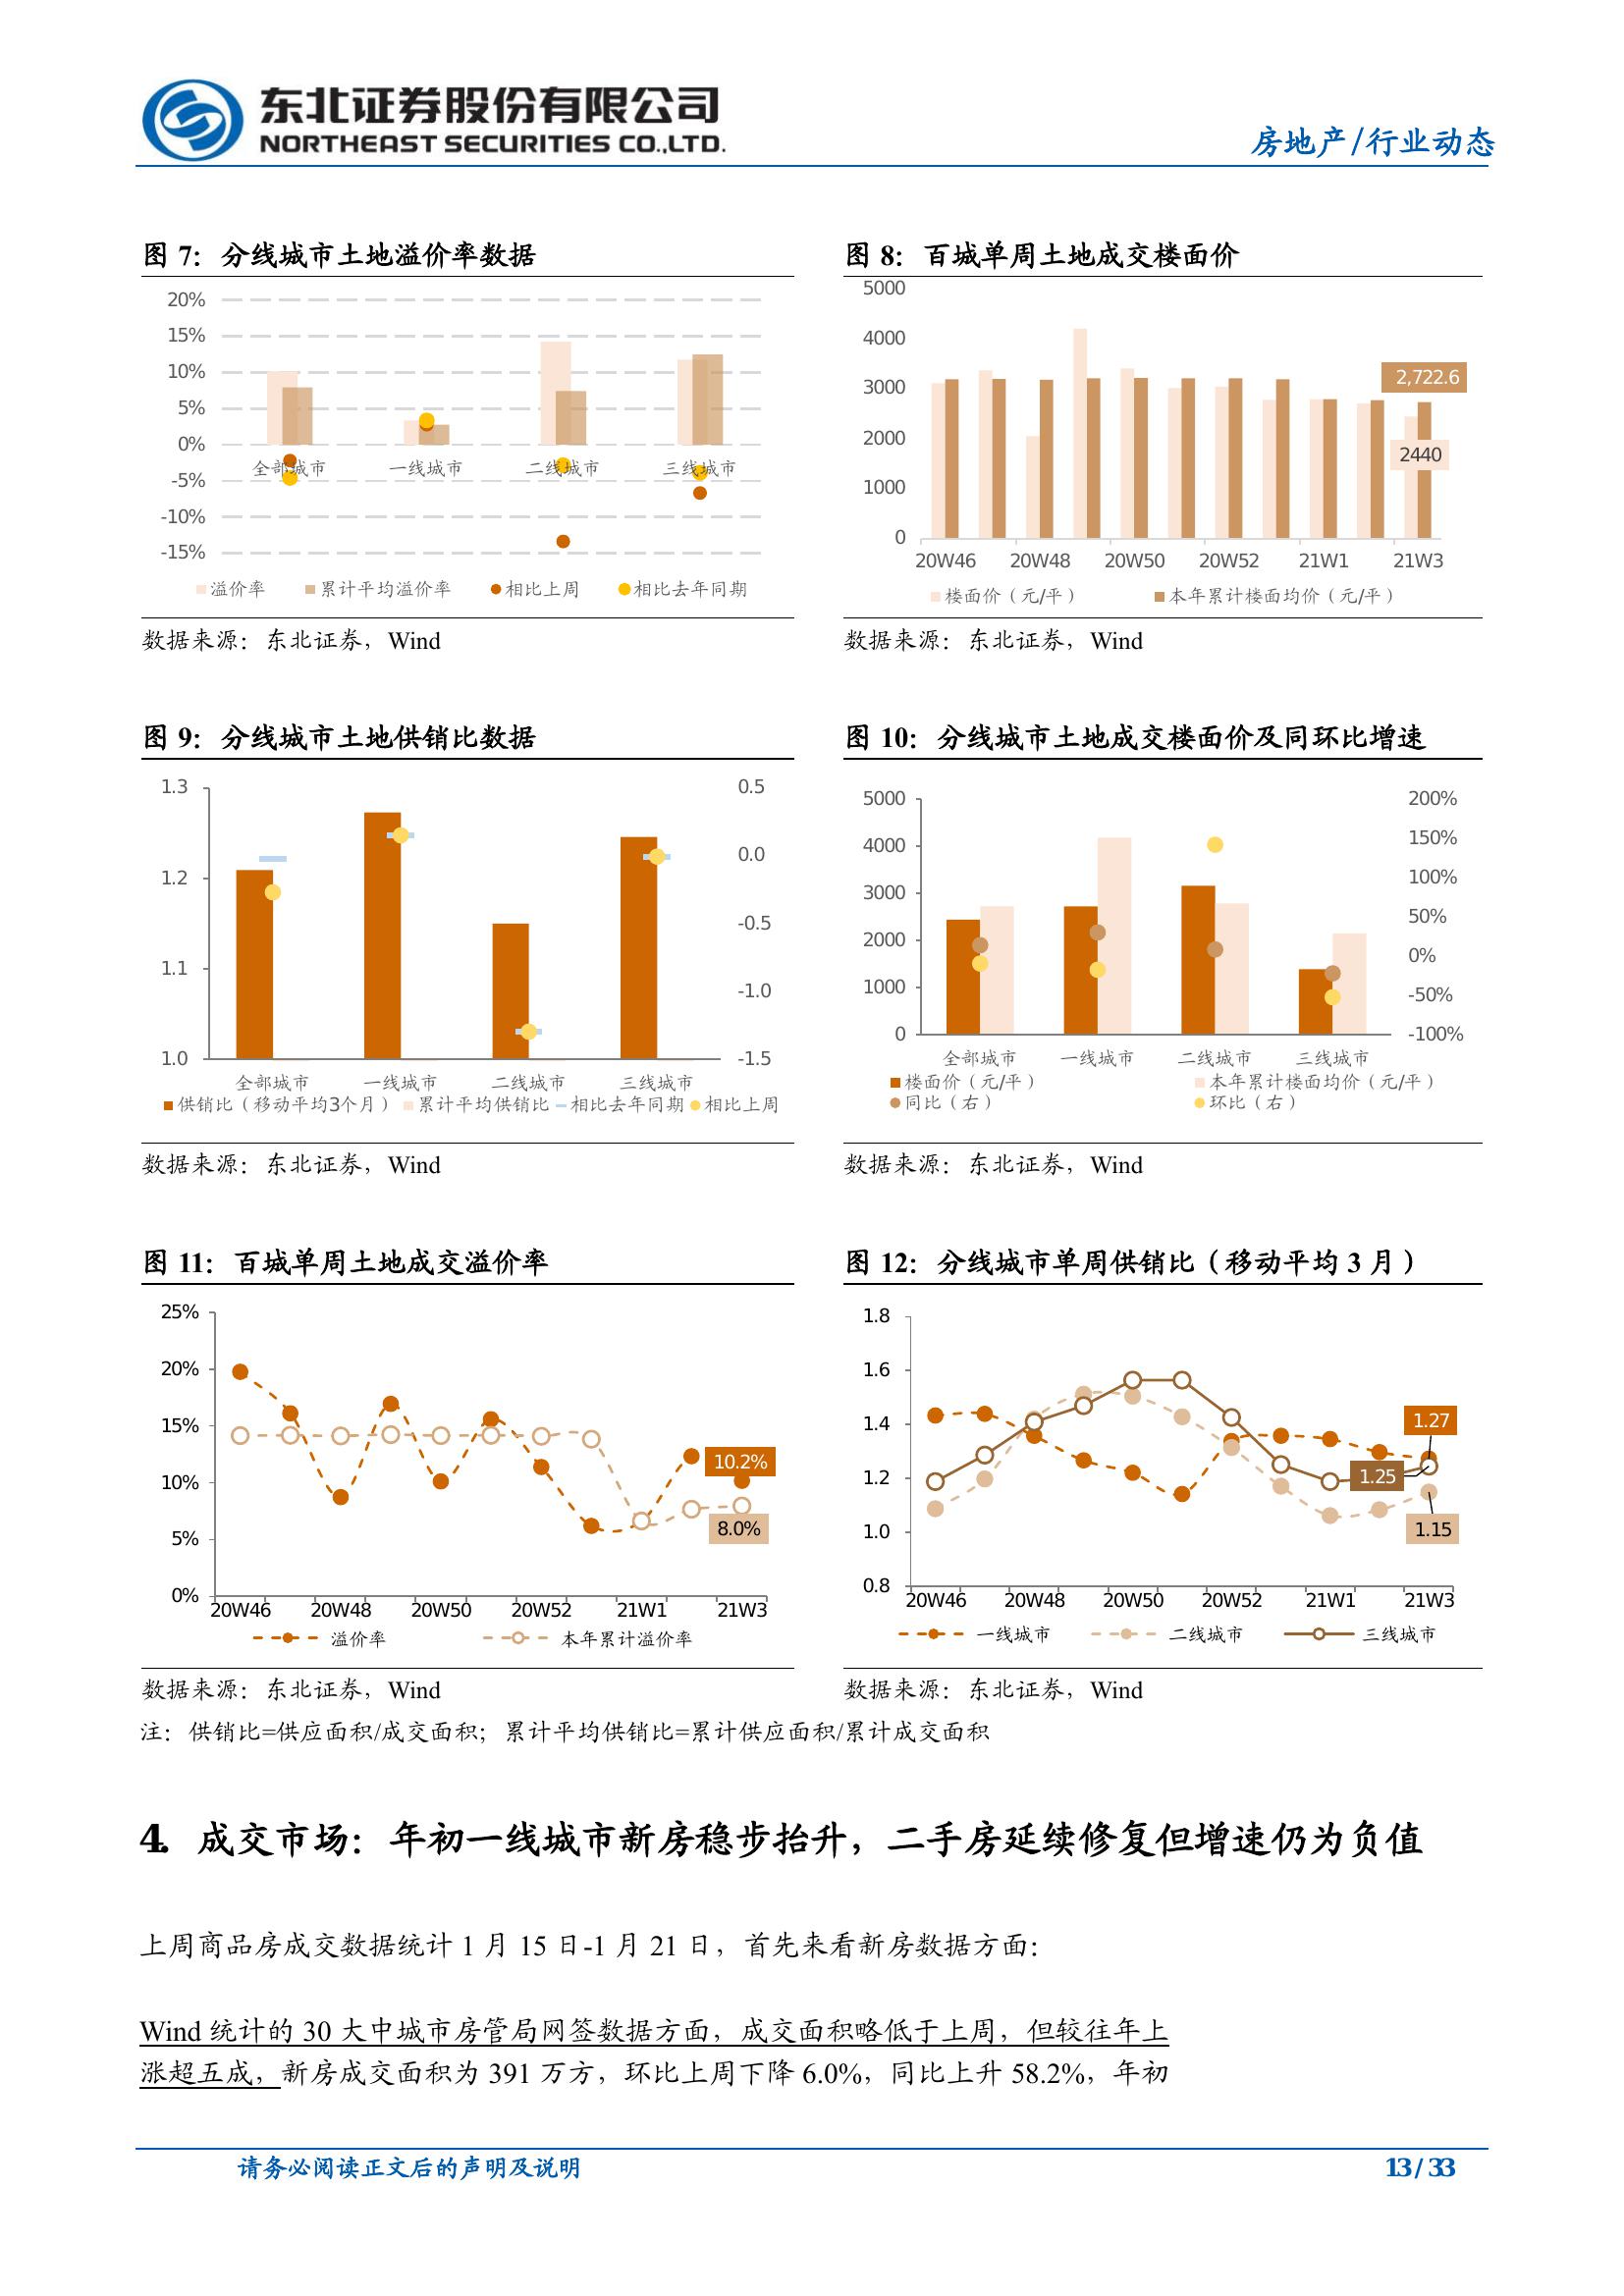 东北证券股份有限公司
NORTHEAST SECURITIES CO.,LTD.
房地产/行业动态
图 7：分线城市土地溢价率数据
20%
15%
10%
5%
0%
-5%
-10%
-15%
全部城市 一线城市 二线城市 三线城市
溢价率 累计平均溢价率 相比上周 相比去年同期
数据来源：东北证券，Wind
图 8：百城单周土地成交楼面价
5000
4000
3000
2000
1000
0
2,722.6
2440
20W46 20W48 20W50 20W52 21W1 21W3
楼面价（元/平） 本年累计楼面均价（元/平）
数据来源：东北证券，Wind
图 9：分线城市土地供销比数据
1.3
1.2
1.1
1.0
0.5
0.0
-0.5
-1.0
-1.5
全部城市 一线城市 二线城市 三线城市
供销比（移动平均3个月） 累计平均供销比 相比去年同期 相比上周
数据来源：东北证券，Wind
图 10：分线城市土地成交楼面价及同环比增速
5000
4000
3000
2000
1000
0
200%
150%
100%
50%
0%
-50%
-100%
全部城市 一线城市 二线城市 三线城市
楼面价（元/平） 本年累计楼面均价（元/平）
同比（右） 环比（右）
数据来源：东北证券，Wind
图 11：百城单周土地成交溢价率
25%
20%
15%
10%
5%
0%
10.2%
8.0%
20W46 20W48 20W50 20W52 21W1 21W3
溢价率 本年累计溢价率
数据来源：东北证券，Wind
图 12：分线城市单周供销比（移动平均 3 月）
1.8
1.6
1.4
1.2
1.0
0.8
1.27
1.25
1.15
20W46 20W48 20W50 20W52 21W1 21W3
一线城市 二线城市 三线城市
数据来源：东北证券，Wind
注：供销比=供应面积/成交面积；累计平均供销比=累计供应面积/累计成交面积
4. 成交市场：年初一线城市新房稳步抬升，二手房延续修复但增速仍为负值
上周商品房成交数据统计 1 月 15 日-1 月 21 日，首先来看新房数据方面：
Wind 统计的 30 大中城市房管局网签数据方面，成交面积略低于上周，但较往年上
涨超五成，新房成交面积为 391 万方，环比上周下降 6.0%，同比上升 58.2%，年初
请务必阅读正文后的声明及说明
13 / 33